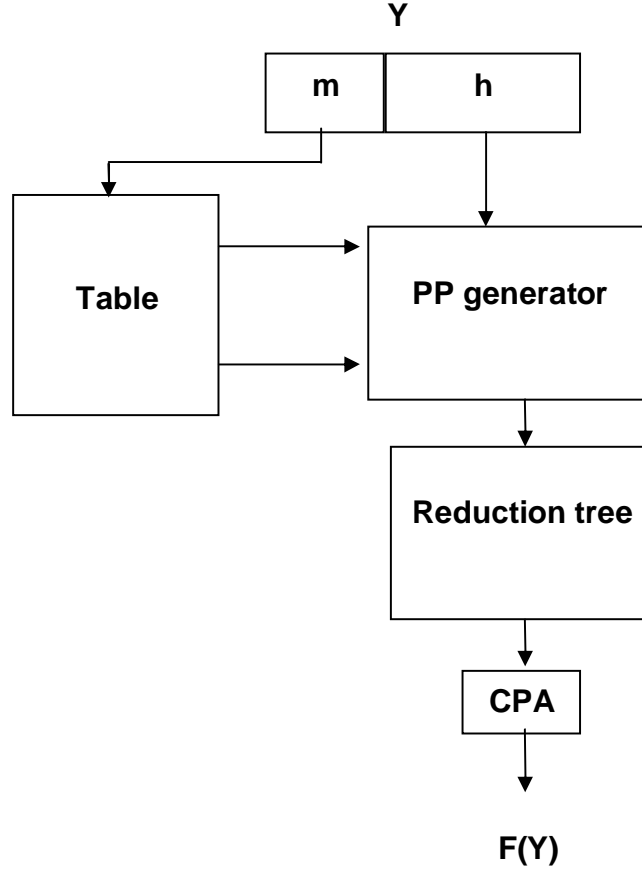 Y
m
h
Table
PP generator
Reduction tree
CPA
F(Y)